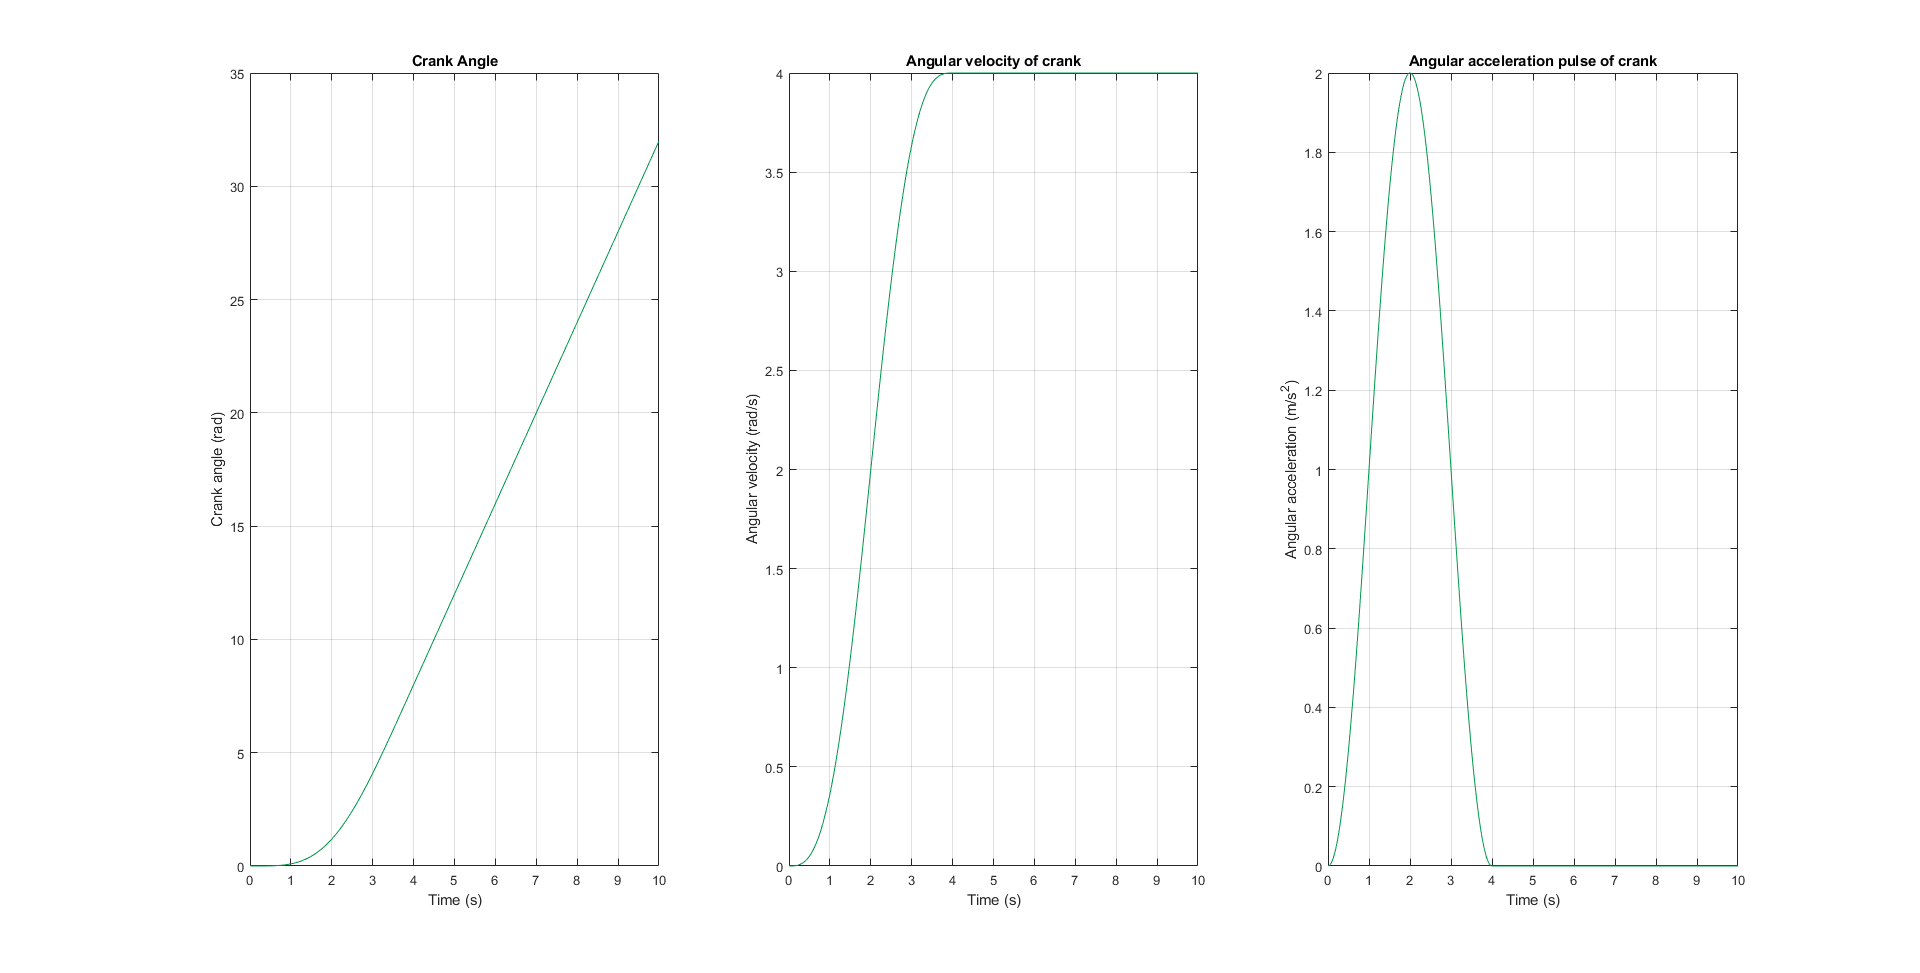 Crank Angle
Crank angle (rad)
35
30
25
20
15
10
5
0
0 1 2 3 4 5 6 7 8 9 10
Time (s)
Angular velocity of crank
Angular velocity (rad/s)
4
3.5
3
2.5
2
1.5
1
0.5
0
0 1 2 3 4 5 6 7 8 9 10
Time (s)
Angular acceleration pulse of crank
Angular acceleration (m/s²)
2
1.8
1.6
1.4
1.2
1
0.8
0.6
0.4
0.2
0
0 1 2 3 4 5 6 7 8 9 10
Time (s)